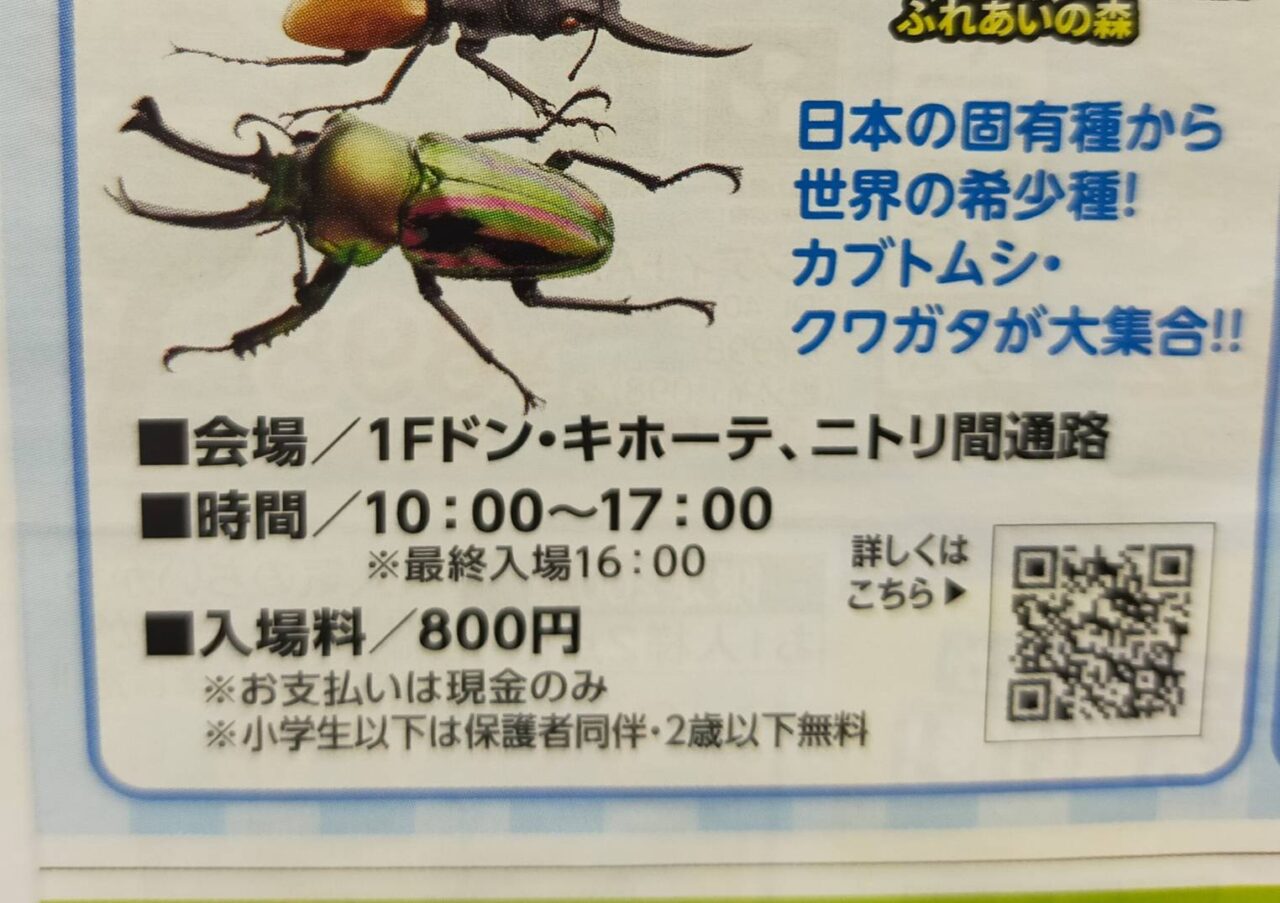 ふれあいの森
日本の固有種から
世界の希少種!
カブトムシ・
クワガタが大集合!!
■会場／1Fドン・キホーテ、ニトリ間通路
■時間／10：00～17：00
※最終入場16：00
詳しくは
こちら▶
■入場料／800円
※お支払いは現金のみ
※小学生以下は保護者同伴・2歳以下無料